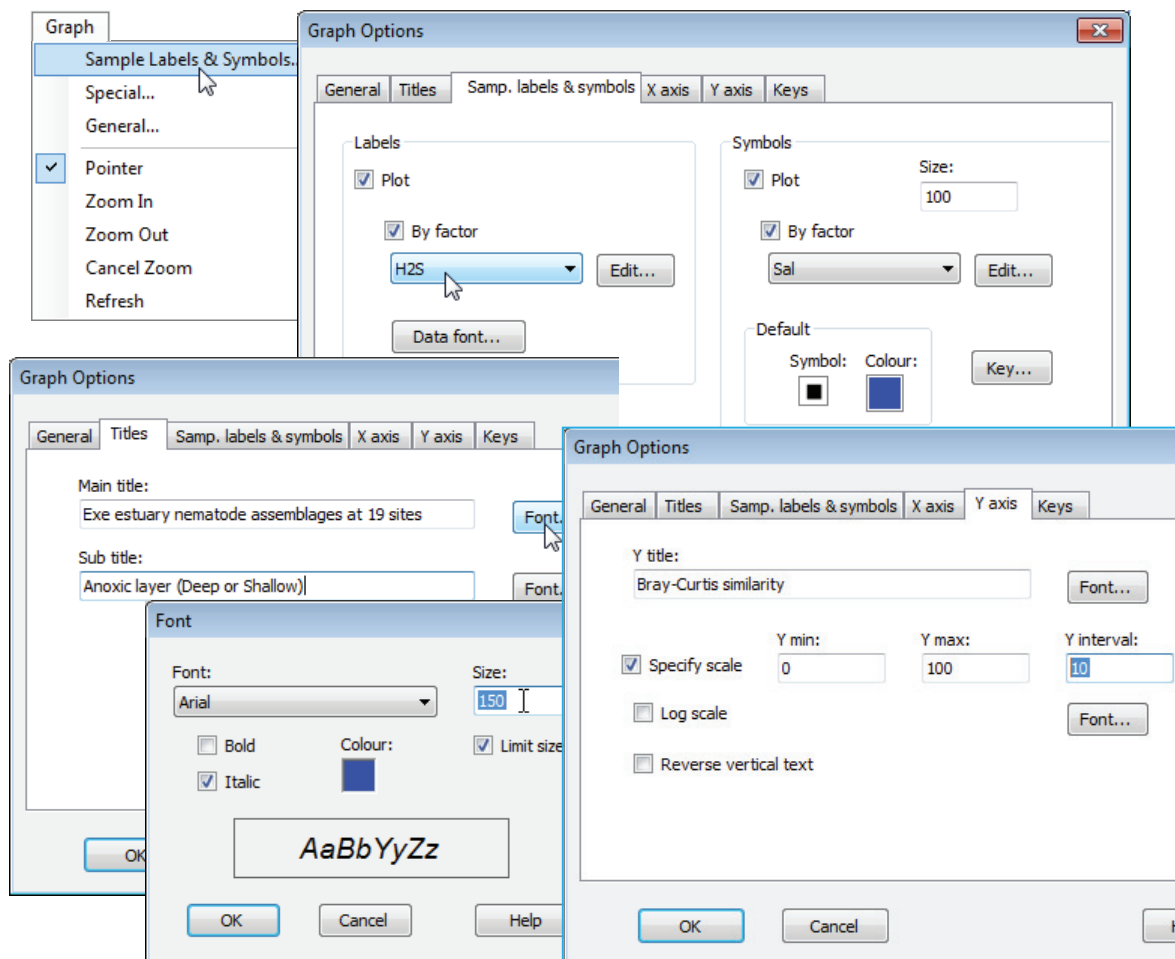 Graph
Sample Labels & Symbols..
Special...
General...
Pointer
Zoom In
Zoom Out
Cancel Zoom
Refresh
Graph Options
General Titles Samp. labels & symbols X axis Y axis Keys
Labels
Plot
By factor
H2S Edit...
Data font...
Symbols
Plot
Size:
100
By factor
Sal Edit...
Default
Symbol: Colour:
Key...
Graph Options
General Titles Samp. labels & symbols X axis Y axis Keys
Main title:
Exe estuary nematode assemblages at 19 sites Font.
Sub title:
Anoxic layer (Deep or Shallow) Font.
OK
Font
Font: Size:
Arial 150
Bold Colour: Limit size
Italic
AaBbYyZz
OK Cancel Help
Graph Options
General Titles Samp. labels & symbols X axis Y axis Keys
Y title:
Bray-Curtis similarity Font...
Y min: Y max: Y interval:
Specify scale 0 100 10
Log scale Font...
Reverse vertical text
OK Cancel H